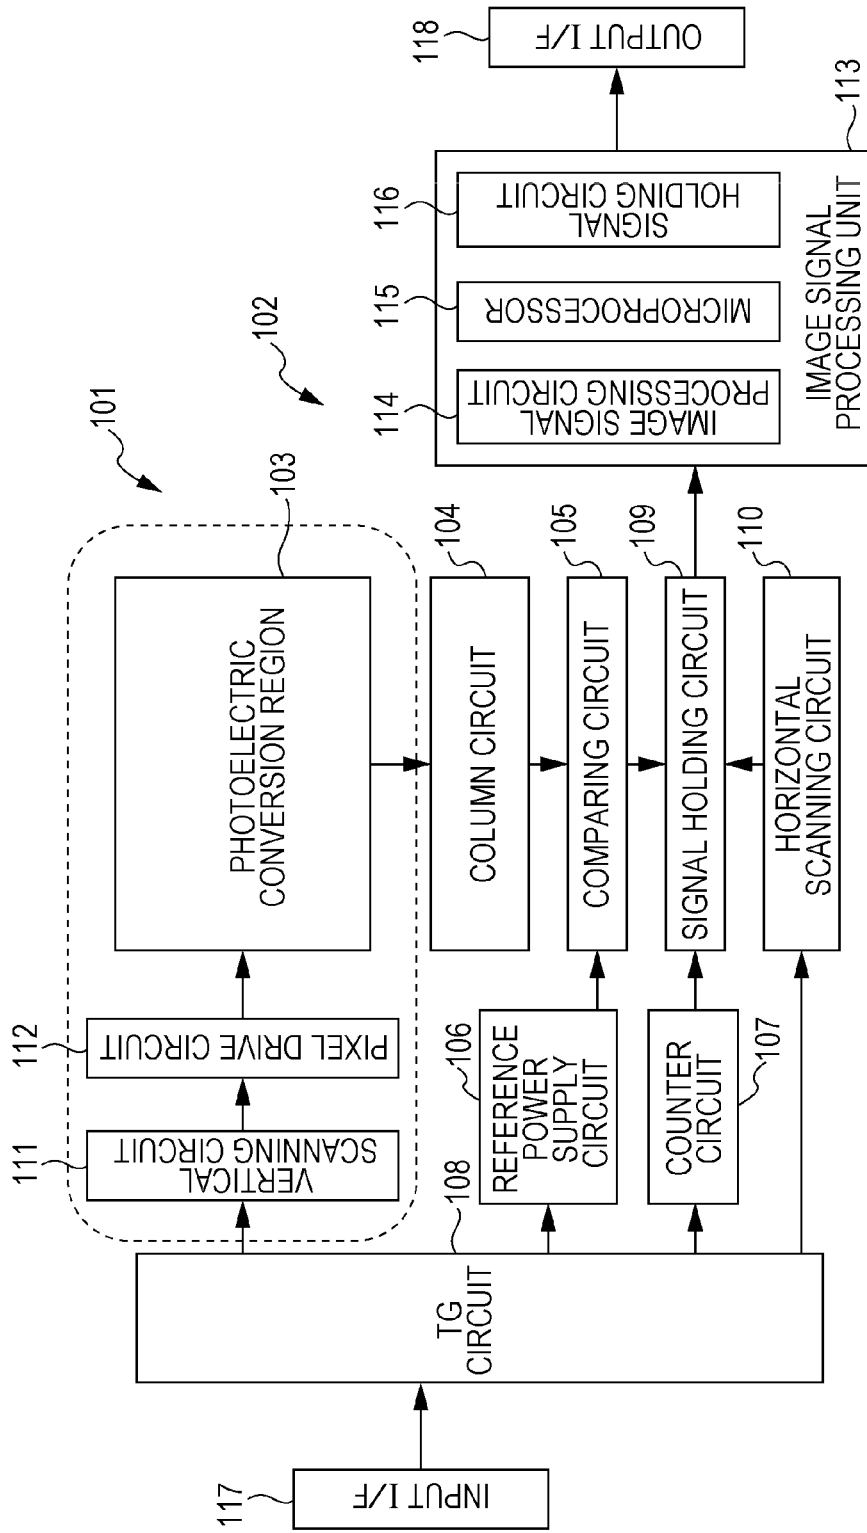 101
102
111
VERTICAL
SCANNING CIRCUIT
112
PIXEL DRIVE CIRCUIT
103
PHOTOELECTRIC
CONVERSION REGION
117
INPUT I/F
108
TG
CIRCUIT
104
COLUMN CIRCUIT
106
REFERENCE
POWER
SUPPLY
CIRCUIT
105
COMPARING CIRCUIT
107
COUNTER
CIRCUIT
109
SIGNAL HOLDING CIRCUIT
110
HORIZONTAL
SCANNING CIRCUIT
114
IMAGE SIGNAL
PROCESSING CIRCUIT
115
MICROPROCESSOR
116
SIGNAL
HOLDING CIRCUIT
IMAGE SIGNAL
PROCESSING UNIT
113
118
OUTPUT I/F